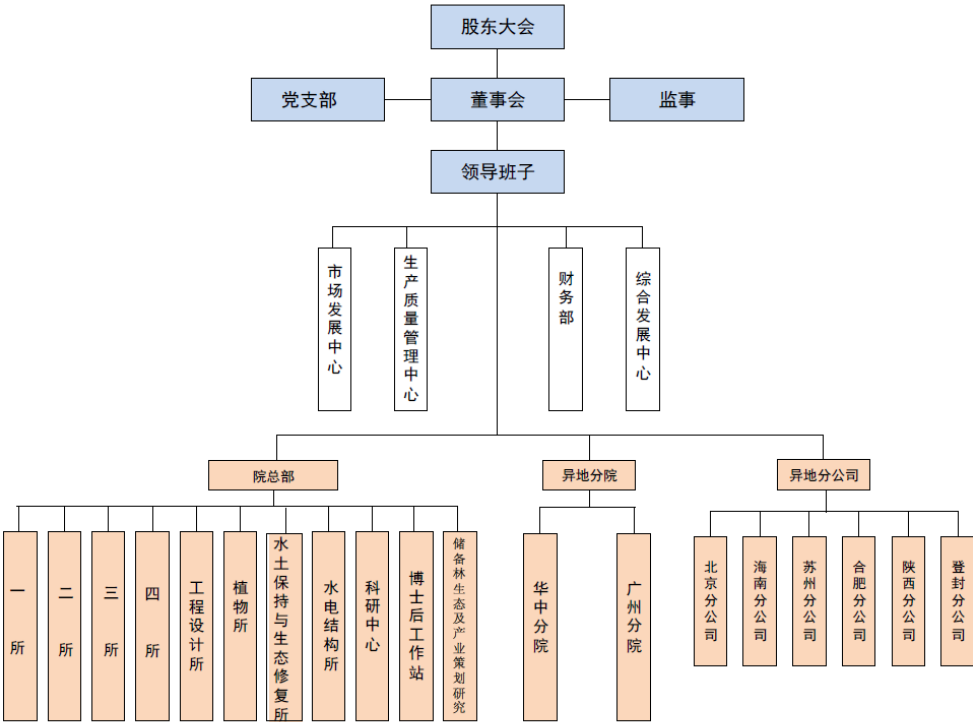 股东大会
党支部
董事会
监事
领导班子
市场发展中心
生产质量管理中心
财务部
综合发展中心
院总部
异地分院
异地分公司
一所
二所
三所
四所
工程设计所
植物所
水土保持与生态修复所
水电结构所
科研中心
博士后工作站
储备林生态及产业策划研究
华中分院
广州分院
北京分公司
海南分公司
苏州分公司
合肥分公司
陕西分公司
登封分公司